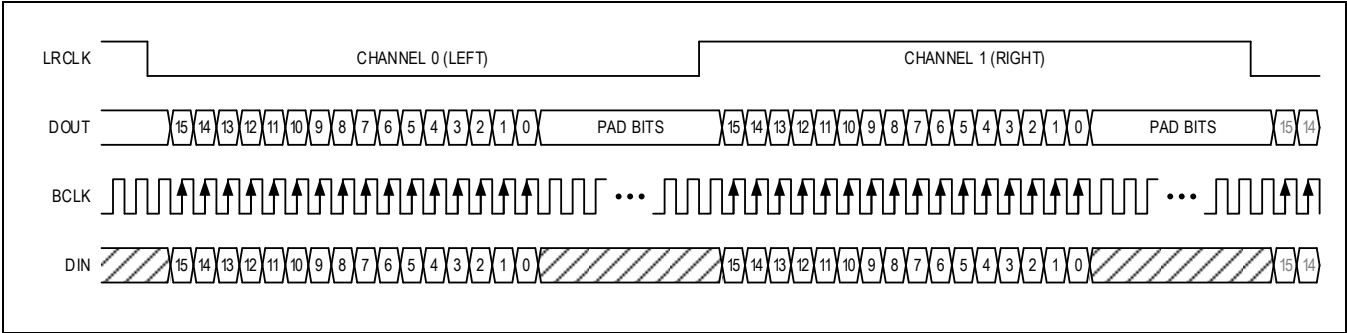 LRCLK CHANNEL 0 (LEFT) CHANNEL 1 (RIGHT)
DOUT 15 14 13 12 11 10 9 8 7 6 5 4 3 2 1 0 PAD BITS 15 14 13 12 11 10 9 8 7 6 5 4 3 2 1 0 PAD BITS 15 14
BCLK ••• •••
DIN 15 14 13 12 11 10 9 8 7 6 5 4 3 2 1 0 15 14 13 12 11 10 9 8 7 6 5 4 3 2 1 0 15 14